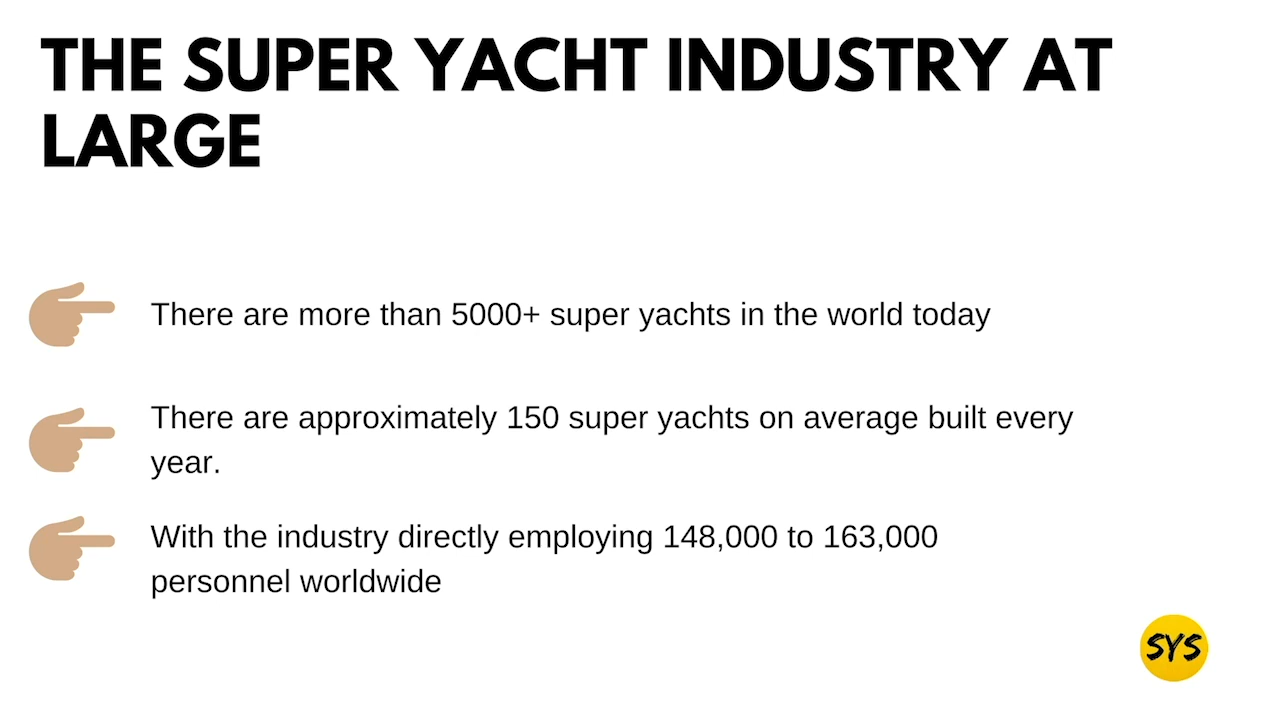 THE SUPER YACHT INDUSTRY AT
LARGE
There are more than 5000+ super yachts in the world today
There are approximately 150 super yachts on average built every
year.
With the industry directly employing 148,000 to 163,000
personnel worldwide
SYS